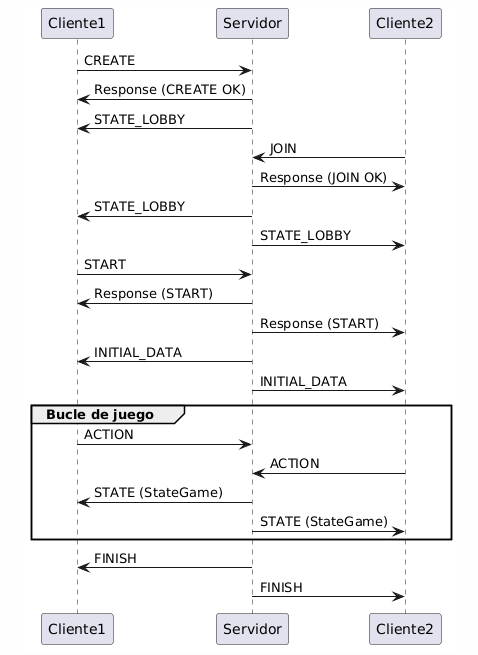 Cliente1 Servidor Cliente2
CREATE
Response (CREATE OK)
STATE_LOBBY
JOIN
Response (JOIN OK)
STATE_LOBBY
STATE_LOBBY
START
Response (START)
Response (START)
INITIAL_DATA
INITIAL_DATA
Bucle de juego
ACTION
ACTION
STATE (StateGame)
STATE (StateGame)
FINISH
FINISH
Cliente1 Servidor Cliente2